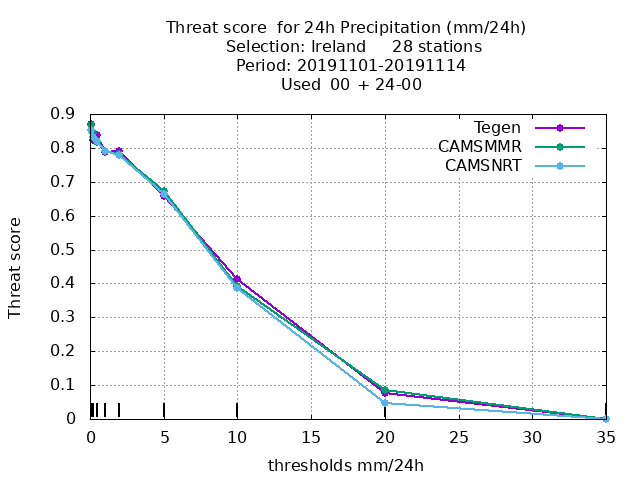 Threat score  for 24h Precipitation (mm/24h)
Selection: Ireland     28 stations
Period: 20191101-20191114
Used  00 + 24-00
Tegen
CAMSMMR
CAMSNRT
0.9
0.8
0.7
0.6
0.5
0.4
0.3
0.2
0.1
0
Threat score
0 5 10 15 20 25 30 35
thresholds mm/24h